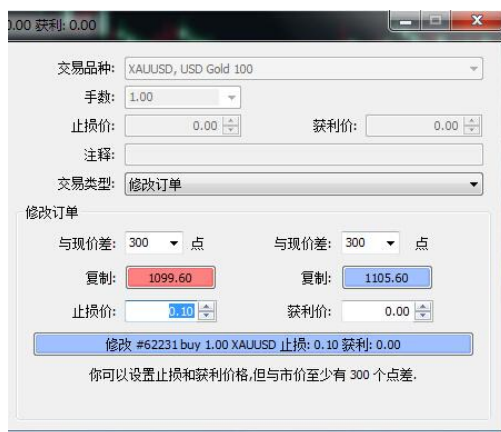 0.00 获利: 0.00
交易品种: XAUUSD, USD Gold 100
手数: 1.00
止损价: 0.00 获利价: 0.00
注释:
交易类型: 修改订单
修改订单
与现价差: 300 点 与现价差: 300 点
复制: 1099.60 复制: 1105.60
止损价: 0.10 获利价: 0.00
修改 #62231 buy 1.00 XAUUSD 止损: 0.10 获利: 0.00
你可以设置止损和获利价格,但与市价至少有 300 个点差.